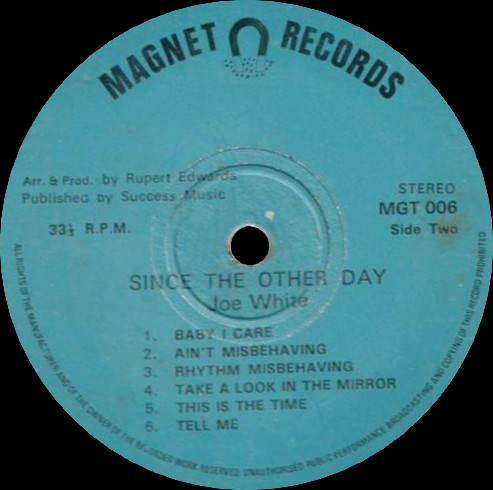 MAGNET RECORDS
Arr. & Prod. by Rupert Edwards
Published by Success Music
STEREO
MGT 006
33⅓ R.P.M.
Side Two
SINCE THE OTHER DAY
Joe White
1. BABY I CARE
2. AIN'T MISBEHAVING
3. RHYTHM MISBEHAVING
4. TAKE A LOOK IN THE MIRROR
5. THIS IS THE TIME
6. TELL ME
ALL RIGHTS OF THE MANUFACTURER AND OF THE OWNER OF THE RECORDED WORK RESERVED. UNAUTHORISED PUBLIC PERFORMANCE BROADCASTING AND COPYING OF THIS RECORD PROHIBITED